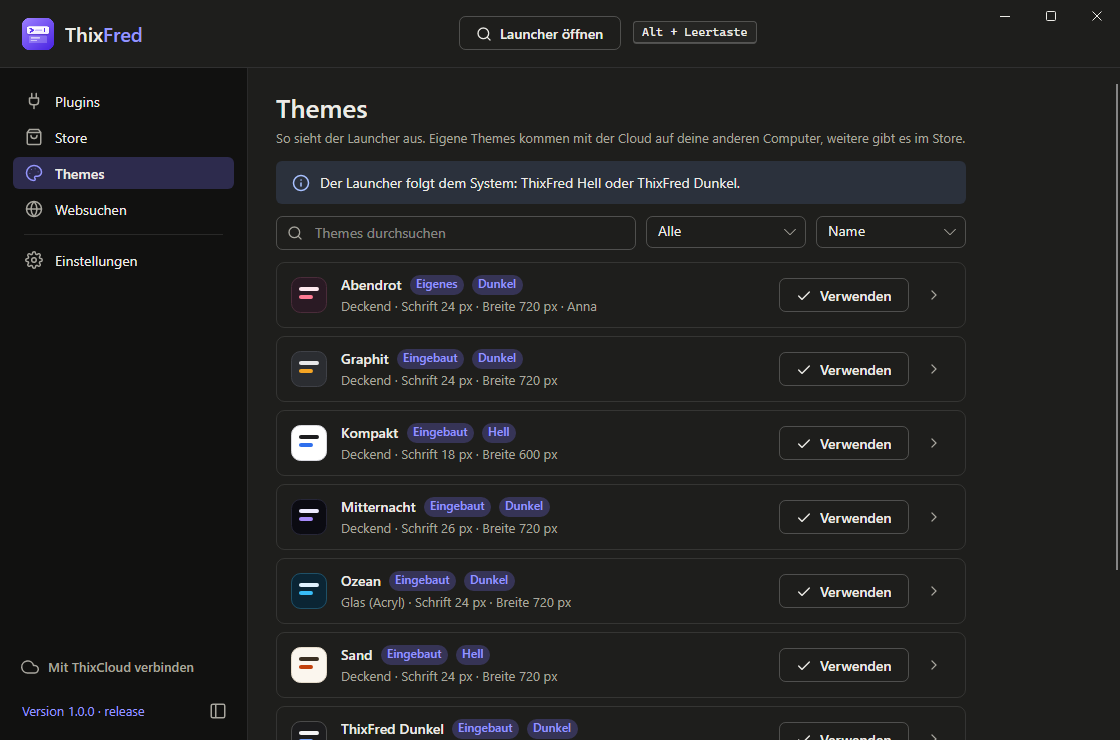 ThixFred
Launcher öffnen
Alt + Leertaste
Plugins
Store
Themes
Websuchen
Einstellungen
Mit ThixCloud verbinden
Version 1.0.0 · release
Themes
So sieht der Launcher aus. Eigene Themes kommen mit der Cloud auf deine anderen Computer, weitere gibt es im Store.
Der Launcher folgt dem System: ThixFred Hell oder ThixFred Dunkel.
Themes durchsuchen
Alle
Name
Abendrot Eigenes Dunkel
Deckend · Schrift 24 px · Breite 720 px · Anna
Verwenden
Graphit Eingebaut Dunkel
Deckend · Schrift 24 px · Breite 720 px
Verwenden
Kompakt Eingebaut Hell
Deckend · Schrift 18 px · Breite 600 px
Verwenden
Mitternacht Eingebaut Dunkel
Deckend · Schrift 26 px · Breite 720 px
Verwenden
Ozean Eingebaut Dunkel
Glas (Acryl) · Schrift 24 px · Breite 720 px
Verwenden
Sand Eingebaut Hell
Deckend · Schrift 24 px · Breite 720 px
Verwenden
ThixFred Dunkel Eingebaut Dunkel
Verwenden